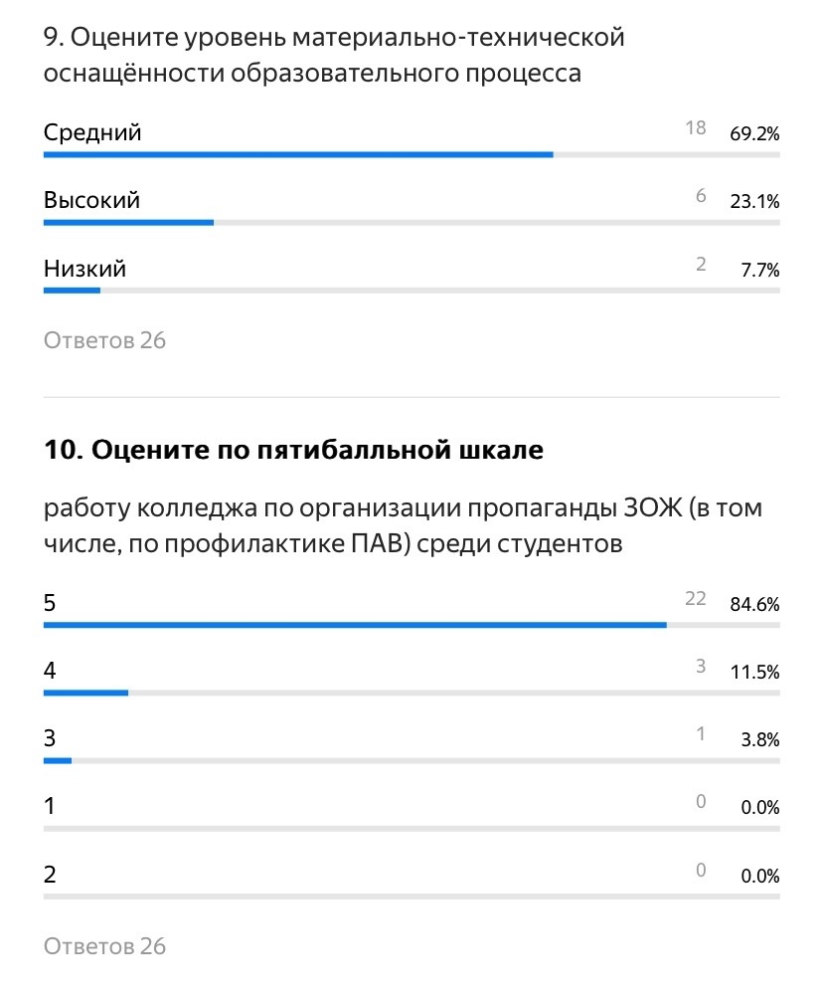 9. Оцените уровень материально-технической
оснащённости образовательного процесса
Средний 18 69.2%
Высокий 6 23.1%
Низкий 2 7.7%
Ответов 26
10. Оцените по пятибалльной шкале
работу колледжа по организации пропаганды ЗОЖ (в том
числе, по профилактике ПАВ) среди студентов
5 22 84.6%
4 3 11.5%
3 1 3.8%
1 0 0.0%
2 0 0.0%
Ответов 26